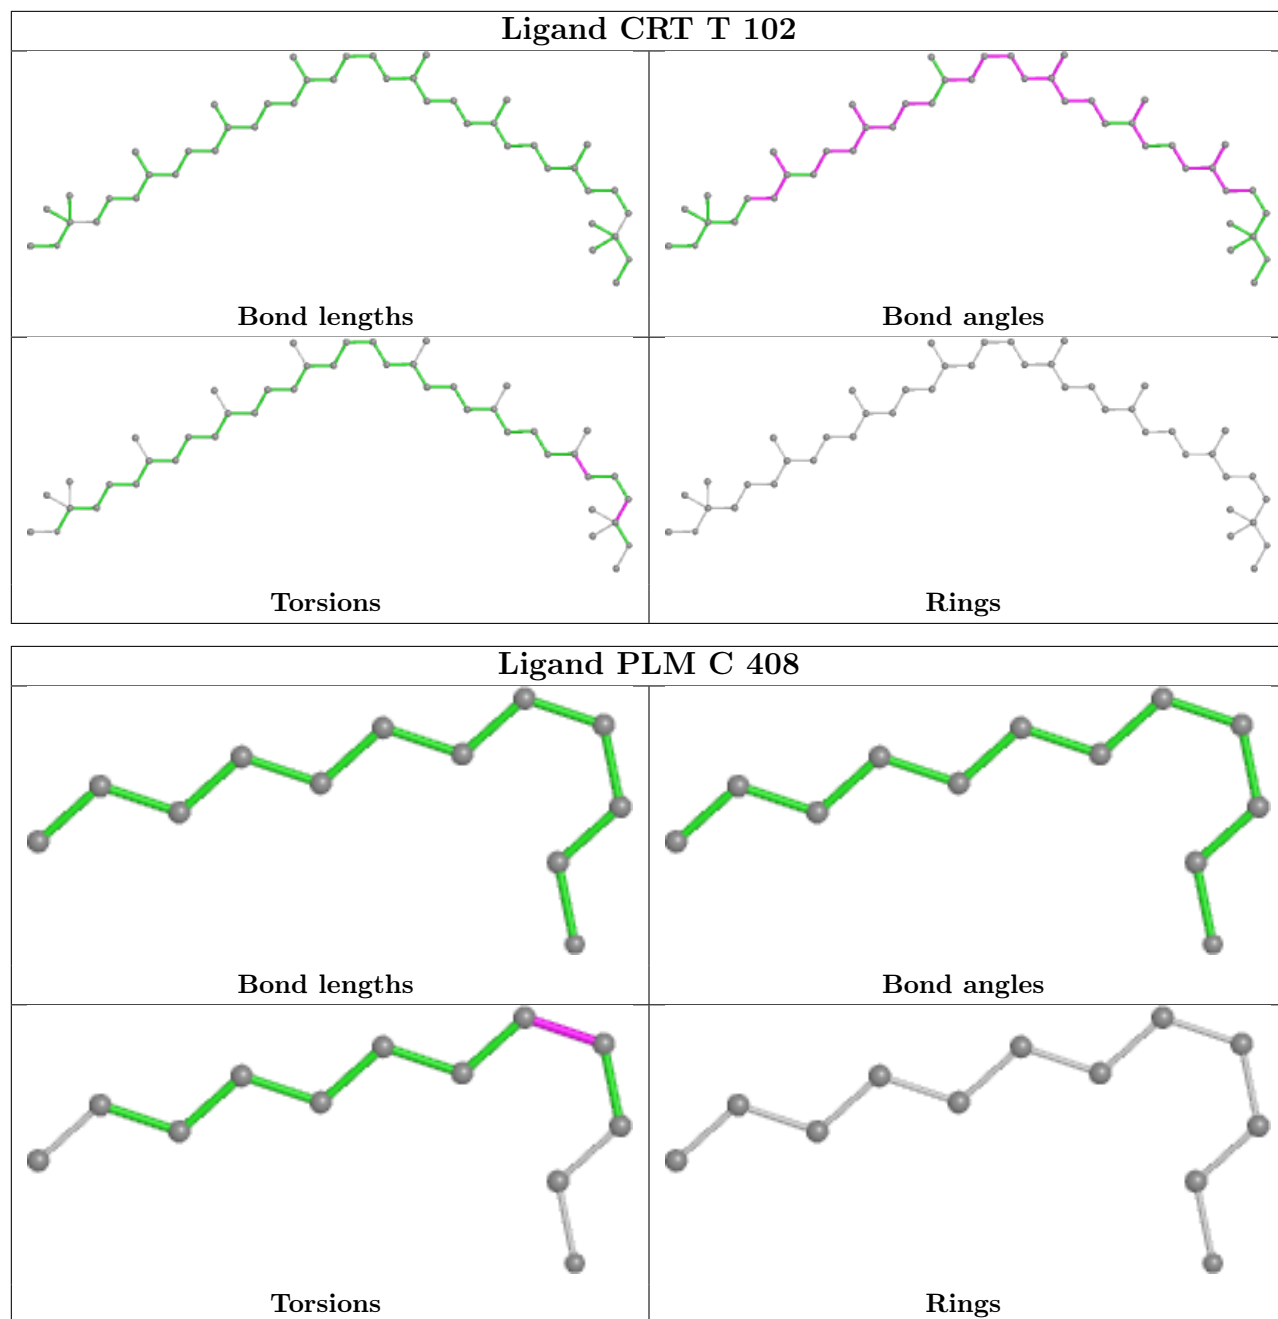 Ligand CRT T 102
Bond lengths
Bond angles
Torsions
Rings
Ligand PLM C 408
Bond lengths
Bond angles
Torsions
Rings